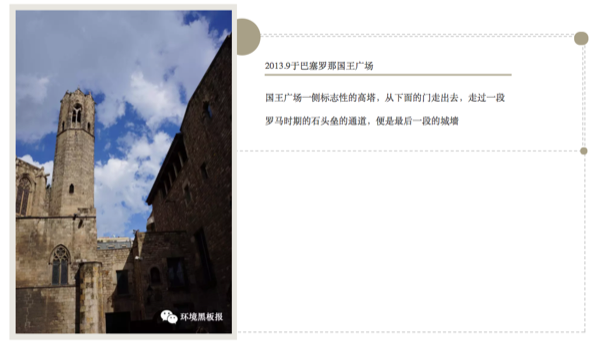 2013.9于巴塞罗那国王广场
国王广场一侧标志性的高塔，从下面的门走出去，走过一段
罗马时期的石头垒的通道，便是最后一段的城墙
环境黑板报